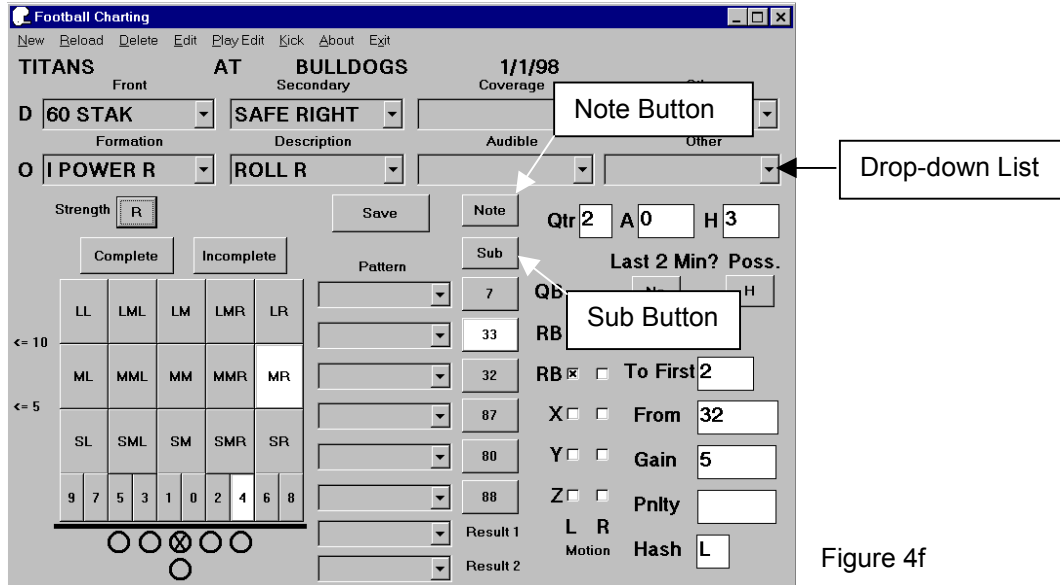 Football Charting
New Reload Delete Edit Play Edit Kick About Exit
TITANS AT BULLDOGS 1/1/98
Front Secondary Coverage
D 60 STAK SAFE RIGHT
Note Button
Formation Description Audible Other
O I POWER R ROLL R
Drop-down List
Strength R Save Note Qtr 2 A 0 H 3
Complete Incomplete Pattern Sub Last 2 Min? Poss.
LL LML LM LMR LR 7 QB H
Sub Button
<= 10 33 RB
ML MML MM MMR MR 32 RB To First 2
<= 5 87 X From 32
SL SML SM SMR SR 80 Y Gain 5
9 7 5 3 1 0 2 4 6 8 88 Z Pnlty
Result 1 L R
Motion Hash L
Result 2
Figure 4f